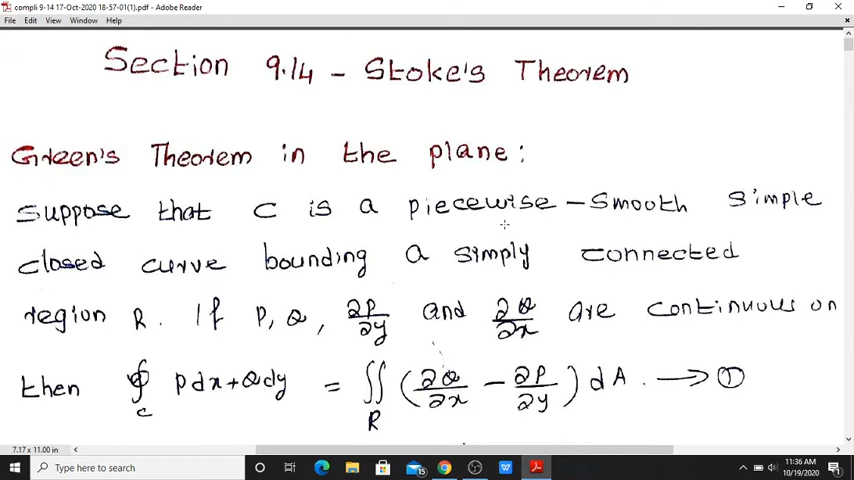 compli 9-14 17-Oct-2020 18-57-01(1).pdf - Adobe Reader
File Edit View Window Help
Section 9.14 - Stoke's Theorem
Green's Theorem in the plane:
Suppose that C is a piecewise - smooth simple
closed curve bounding a simply connected
region R. If P, Q, ∂P/∂y and ∂Q/∂x are continuous on
then ∮_C Pdx + Qdy = ∬_R (∂Q/∂x - ∂P/∂y) dA. → ①
7.17 x 11.00 in
Type here to search
15
W
11:36 AM
10/19/2020
1